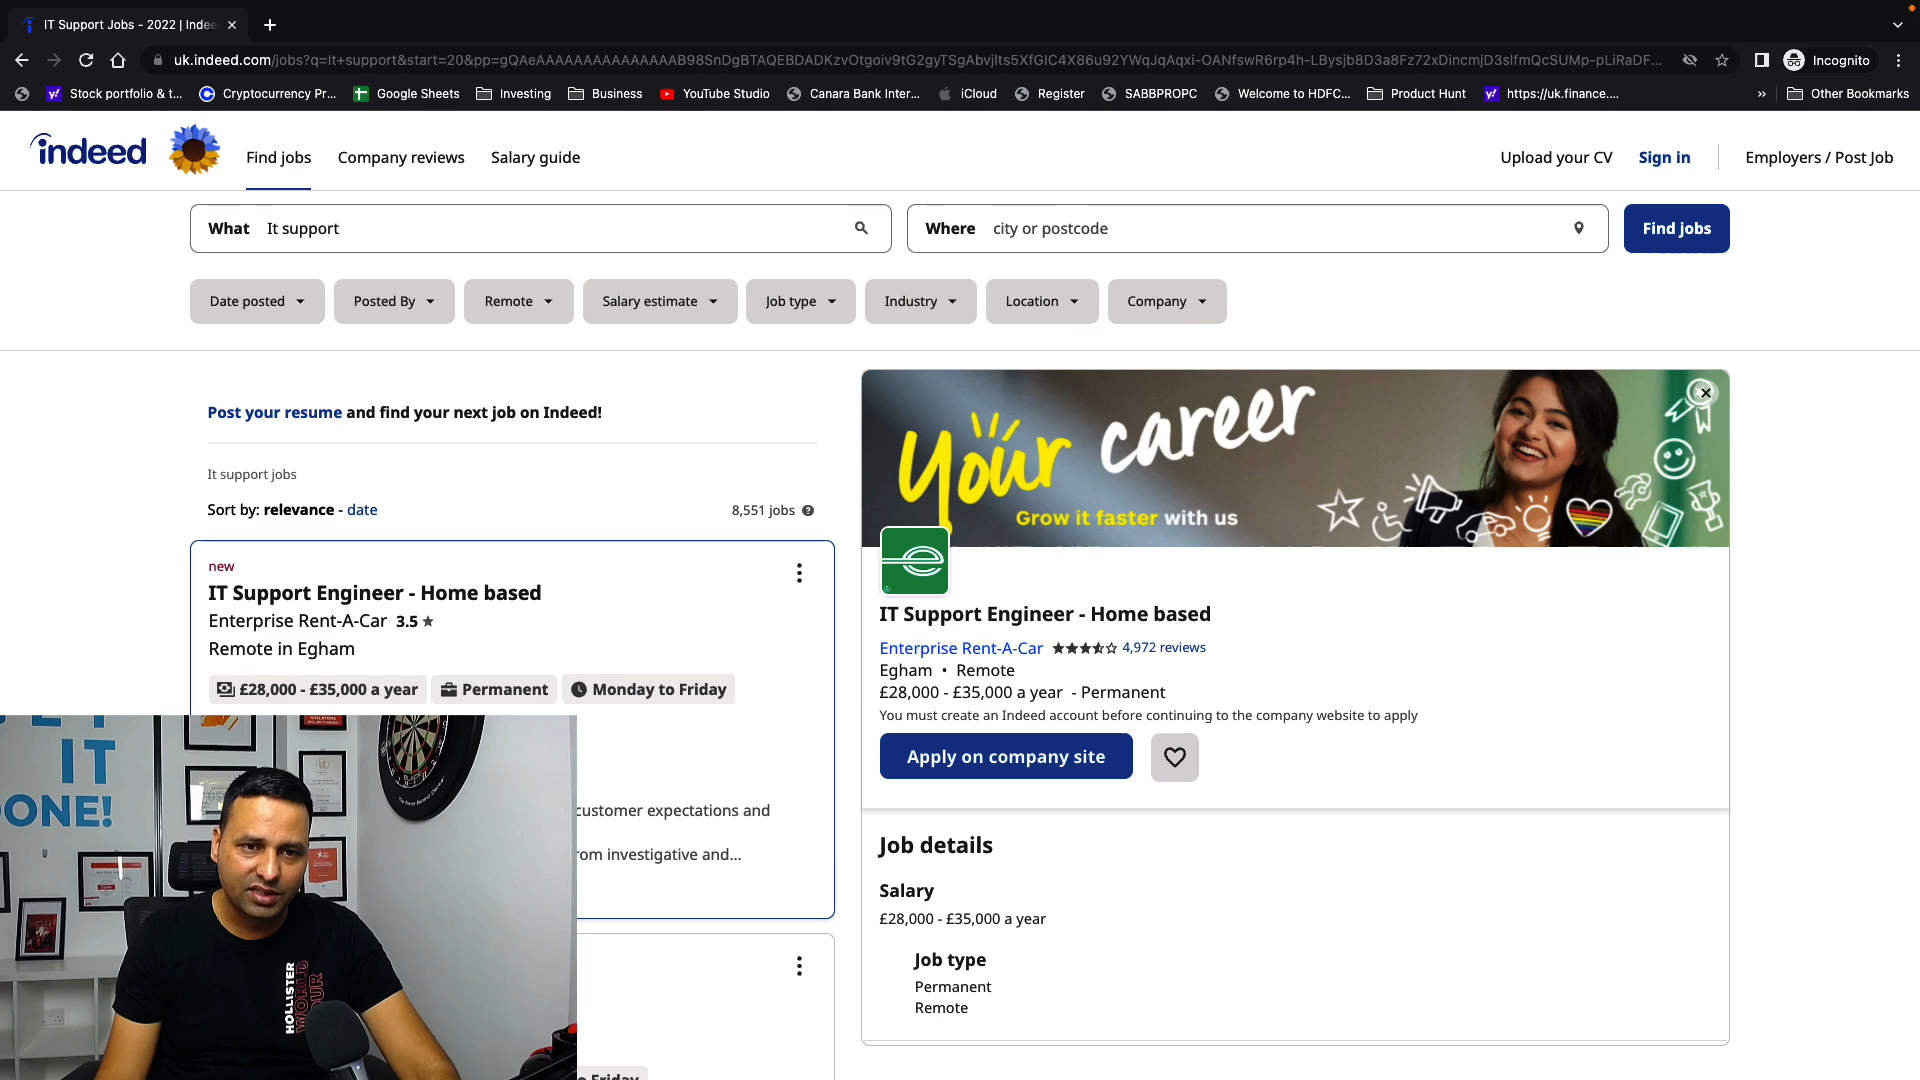 IT Support Jobs - 2022 | Indee
uk.indeed.com/jobs?q=It+support&start=20&pp=gQAeAAAAAAAAAAAAAAAB98SnDgBTAQEBDADKzvOtgoiv9tG2gyTSgAbvjlts5XfGIC4X86u92YWqJqAqxi-OANfswR6rp4h-LBysjb8D3a8Fz72xDincmjD3slfmQcSUMp-pLiRaDF...
Incognito
Stock portfolio & t...
Cryptocurrency Pr...
Google Sheets
Investing
Business
YouTube Studio
Canara Bank Inter...
iCloud
Register
SABBPROPC
Welcome to HDFC...
Product Hunt
https://uk.finance....
Other Bookmarks
indeed
Find jobs
Company reviews
Salary guide
Upload your CV
Sign in
Employers / Post Job
What It support
Where city or postcode
Find jobs
Date posted
Posted By
Remote
Salary estimate
Job type
Industry
Location
Company
Post your resume and find your next job on Indeed!
It support jobs
Sort by: relevance - date
8,551 jobs
new
IT Support Engineer - Home based
Enterprise Rent-A-Car 3.5
Remote in Egham
£28,000 - £35,000 a year
Permanent
Monday to Friday
customer expectations and
rom investigative and...
o Friday
IT
DONE!
HOLLISTER
WORLD
TOUR
Your career
Grow it faster with us
IT Support Engineer - Home based
Enterprise Rent-A-Car 4,972 reviews
Egham • Remote
£28,000 - £35,000 a year - Permanent
You must create an Indeed account before continuing to the company website to apply
Apply on company site
Job details
Salary
£28,000 - £35,000 a year
Job type
Permanent
Remote